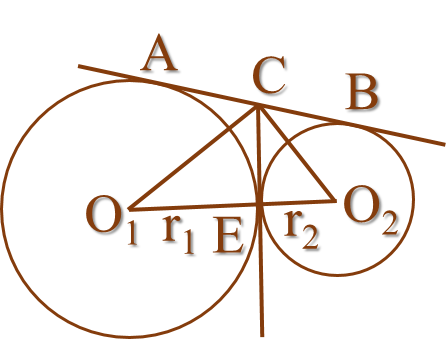 A
C
B
O₁ r₁ E r₂ O₂